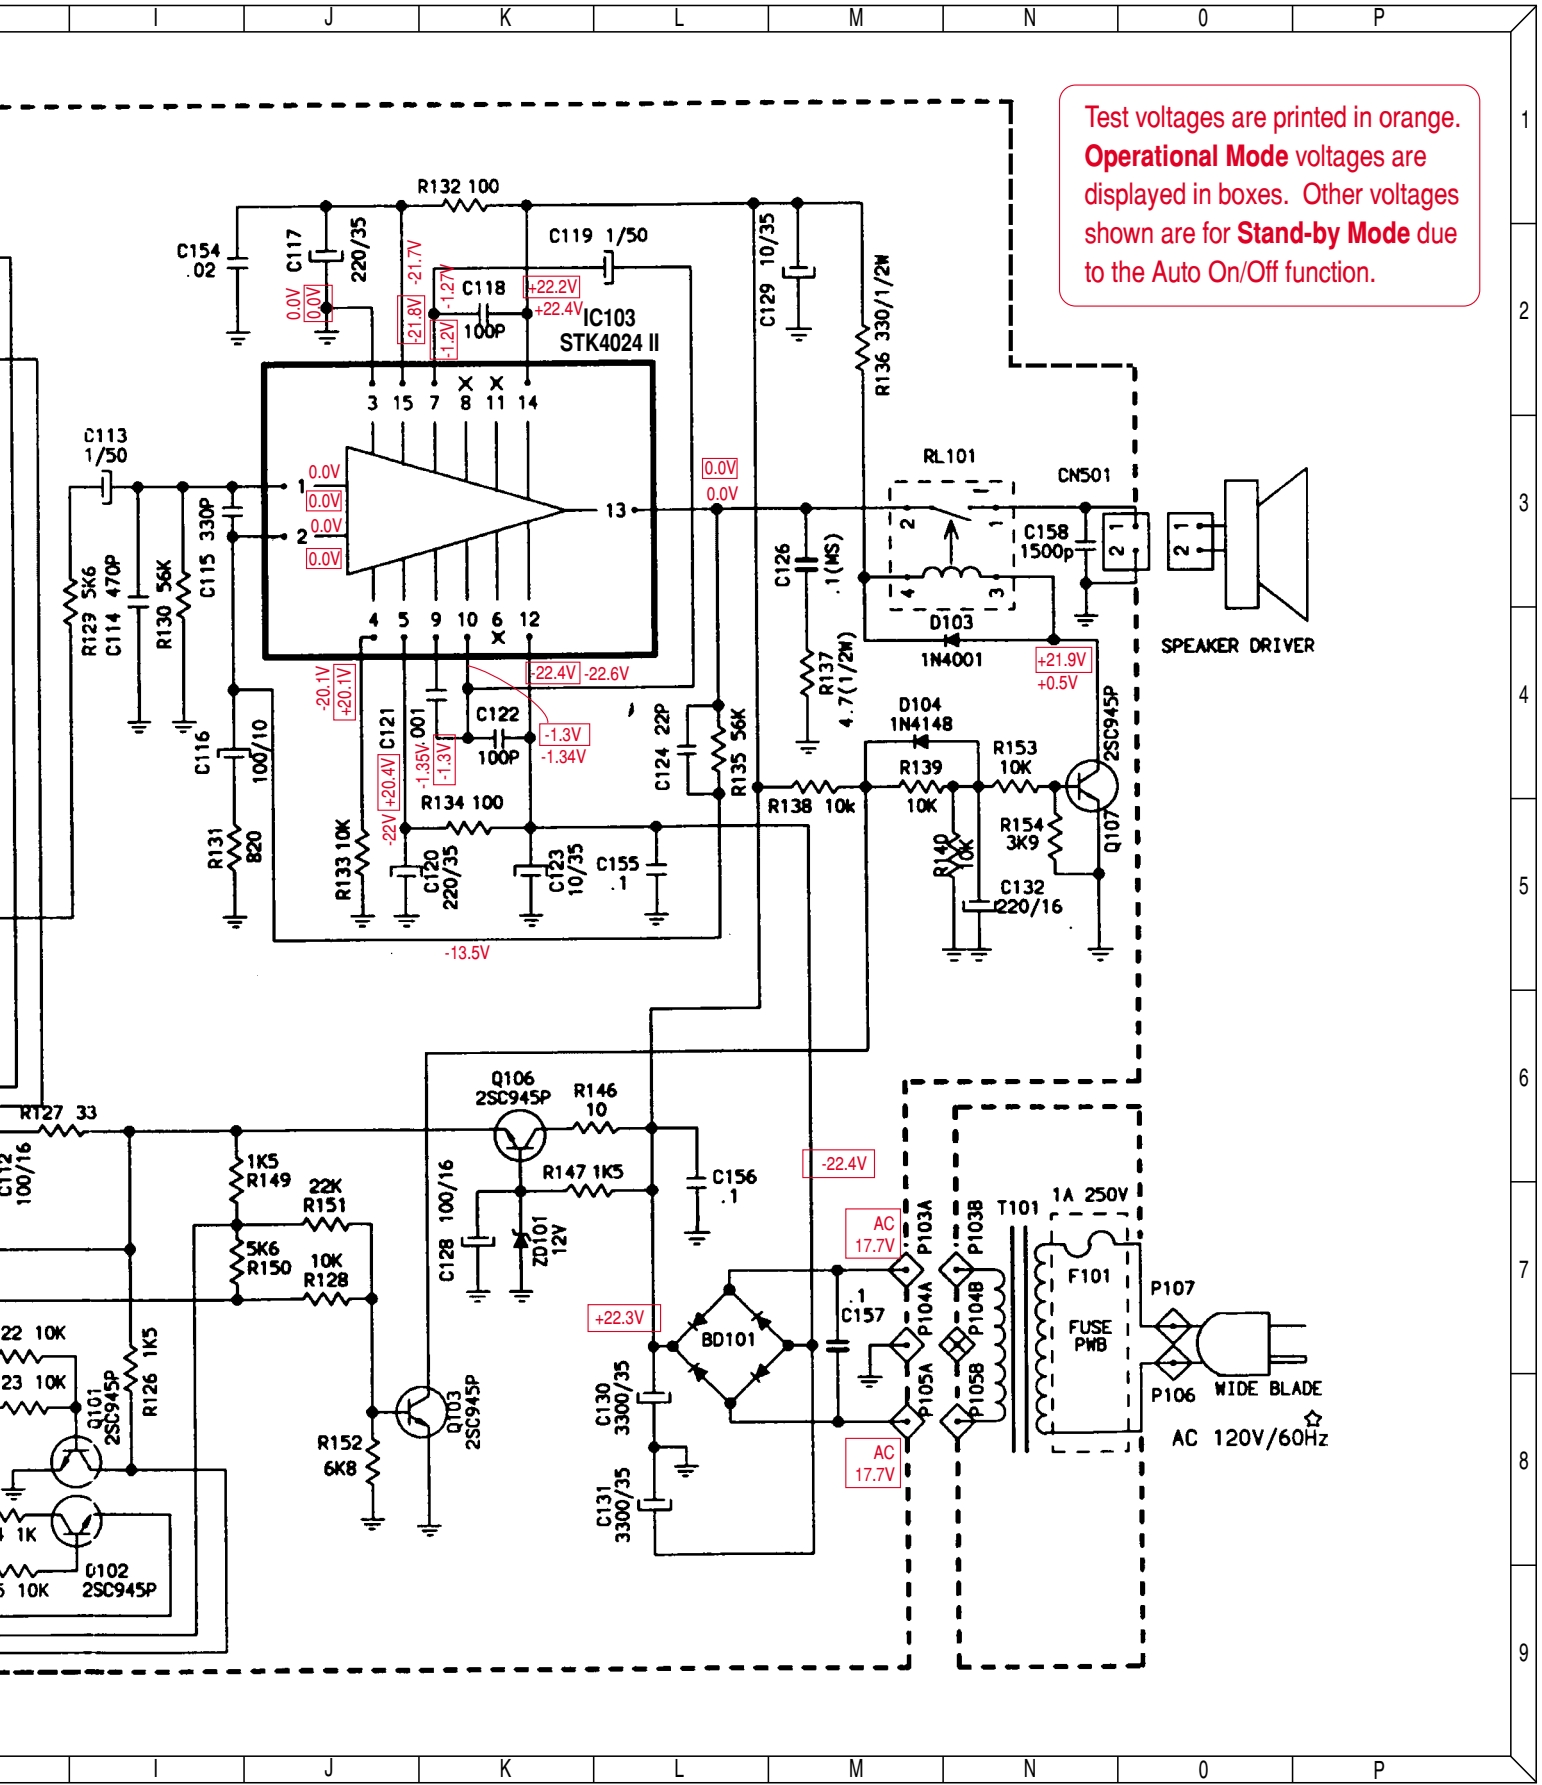 I J K L M N O P
Test voltages are printed in orange.
Operational Mode voltages are
displayed in boxes. Other voltages
shown are for Stand-by Mode due
to the Auto On/Off function.
1
2
3
4
5
6
7
8
9
R132 100
C154
.02
C117
220/35
0.0V
0.0V
-21.7V
-21.8V
-1.27V
-1.2V
C118
100P
C119 1/50
+22.2V
+22.4V
IC103
STK4024 II
C129 10/35
R136 330/1/2W
3 15 7 8 11 14
C113
1/50
0.0V
1
0.0V
0.0V
2
0.0V
13
0.0V
0.0V
4 5 9 10 6 12
R129 5K6
C114 470P
R130 56K
C115 330P
RL101
2 1
4 3
CN501
C158
1500p
1
2
1
2
C126
.1(MS)
D103
1N4001
SPEAKER DRIVER
-20.1V
+20.1V
-22.4V
-22.6V
R137
4.7(1/2W)
+21.9V
+0.5V
C116
100/10
C121
.001
C122
100P
-1.3V
-1.34V
-1.35V
-1.3V
+20.4V
-22V
C124 22P
R135 56K
D104
1N4148
R153
10K
2SC945P
Q107
R138 10k
R139
10K
R131
820
R133 10K
R134 100
C120
220/35
C123
10/35
C155
.1
R140
10K
R154
3K9
C132
220/16
-13.5V
R127 33
C112
100/16
Q106
2SC945P
R146
10
1K5
R149
22K
R151
5K6
R150
10K
R128
C128 100/16
R147 1K5
ZD101
12V
C156
.1
-22.4V
AC
17.7V
P103A
P103B
T101
1A 250V
F101
FUSE
PWB
P104A
P104B
.1
C157
P107
+22.3V
BD101
P105A
P105B
P106
WIDE BLADE
AC 120V/60Hz
22 10K
23 10K
Q101
2SC945P
R126 1K5
Q103
2SC945P
C130
3300/35
R152
6K8
AC
17.7V
C131
3300/35
1K
10K
Q102
2SC945P
I J K L M N O P